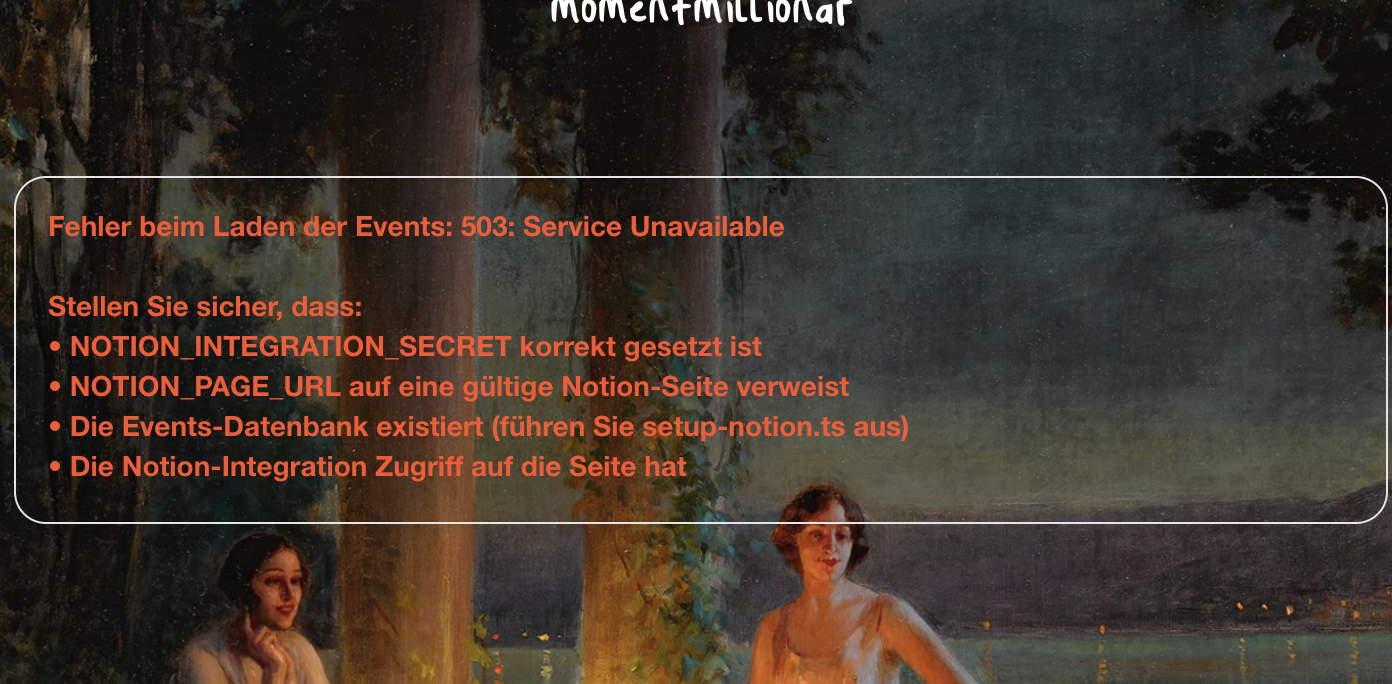 momentmillionär
Fehler beim Laden der Events: 503: Service Unavailable
Stellen Sie sicher, dass:
• NOTION_INTEGRATION_SECRET korrekt gesetzt ist
• NOTION_PAGE_URL auf eine gültige Notion-Seite verweist
• Die Events-Datenbank existiert (führen Sie setup-notion.ts aus)
• Die Notion-Integration Zugriff auf die Seite hat